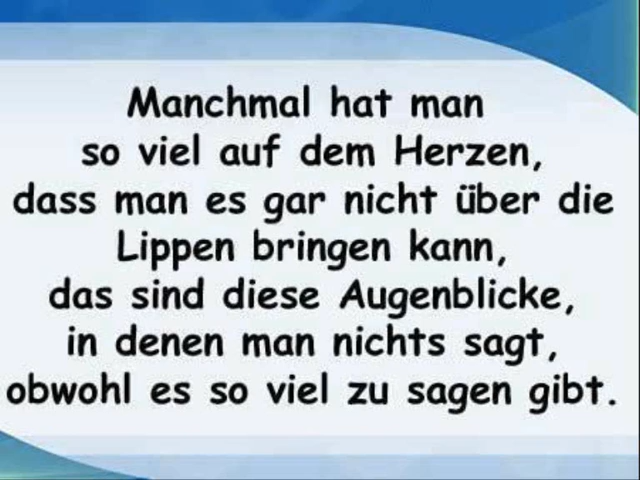 Manchmal hat man
so viel auf dem Herzen,
dass man es gar nicht über die
Lippen bringen kann,
das sind diese Augenblicke,
in denen man nichts sagt,
obwohl es so viel zu sagen gibt.